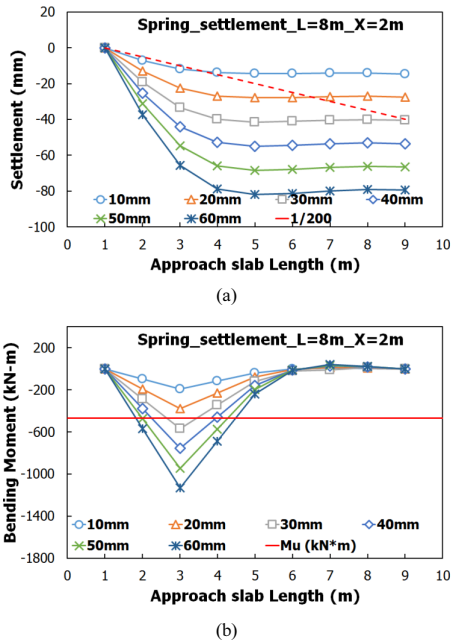 Spring_settlement_L=8m_X=2m
Settlement (mm)
20
0
-20
-40
-60
-80
-100
10mm 20mm 30mm 40mm
50mm 60mm 1/200
0 1 2 3 4 5 6 7 8 9 10
Approach slab Length (m)
(a)
Spring_settlement_L=8m_X=2m
Bending Moment (kN-m)
200
-200
-600
-1000
-1400
-1800
10mm 20mm 30mm 40mm
50mm 60mm Mu (kN*m)
0 1 2 3 4 5 6 7 8 9 10
Approach slab Length (m)
(b)